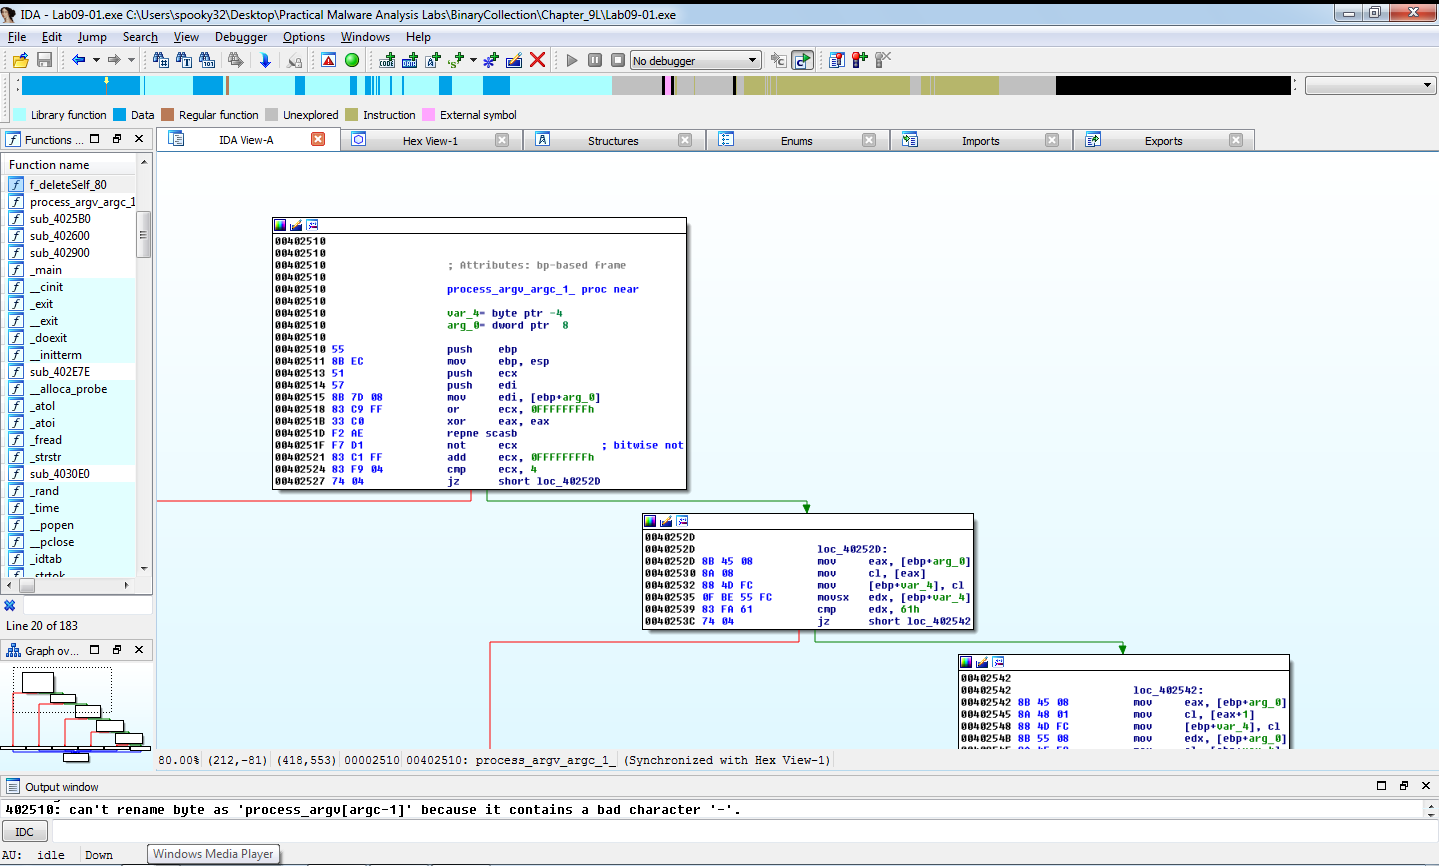 IDA - Lab09-01.exe C:\Users\spooky32\Desktop\Practical Malware Analysis Labs\BinaryCollection\Chapter_9L\Lab09-01.exe
File Edit Jump Search View Debugger Options Windows Help
No debugger
Library function Data Regular function Unexplored Instruction External symbol
Functions ...
IDA View-A Hex View-1 Structures Enums Imports Exports
Function name
f_deleteSelf_80
process_argv_argc_1
sub_4025B0
sub_402600
sub_402900
_main
__cinit
_exit
__exit
_doexit
__initterm
sub_402E7E
__alloca_probe
_atol
_atoi
_fread
_strstr
sub_4030E0
_rand
_time
__popen
__pclose
_idtab
_strtok
Line 20 of 183
Graph ov...
00402510
00402510
00402510 ; Attributes: bp-based frame
00402510
00402510 process_argv_argc_1_ proc near
00402510
00402510 var_4= byte ptr -4
00402510 arg_0= dword ptr 8
00402510
00402510 55 push ebp
00402511 8B EC mov ebp, esp
00402513 51 push ecx
00402514 57 push edi
00402515 8B 7D 08 mov edi, [ebp+arg_0]
00402518 83 C9 FF or ecx, 0FFFFFFFFh
0040251B 33 C0 xor eax, eax
0040251D F2 AE repne scasb
0040251F F7 D1 not ecx ; bitwise not
00402521 83 C1 FF add ecx, 0FFFFFFFFh
00402524 83 F9 04 cmp ecx, 4
00402527 74 04 jz short loc_40252D
0040252D
0040252D loc_40252D:
0040252D 8B 45 08 mov eax, [ebp+arg_0]
00402530 8A 08 mov cl, [eax]
00402532 88 4D FC mov [ebp+var_4], cl
00402535 0F BE 55 FC movsx edx, [ebp+var_4]
00402539 83 FA 61 cmp edx, 61h
0040253C 74 04 jz short loc_402542
00402542
00402542 loc_402542:
00402542 8B 45 08 mov eax, [ebp+arg_0]
00402545 8A 48 01 mov cl, [eax+1]
00402548 88 4D FC mov [ebp+var_4], cl
0040254B 8B 55 08 mov edx, [ebp+arg_0]
80.00% (212,-81) (418,553) 00002510 00402510: process_argv_argc_1_ (Synchronized with Hex View-1)
Output window
402510: can't rename byte as 'process_argv[argc-1]' because it contains a bad character '-'.
IDC
AU: idle Down
Windows Media Player